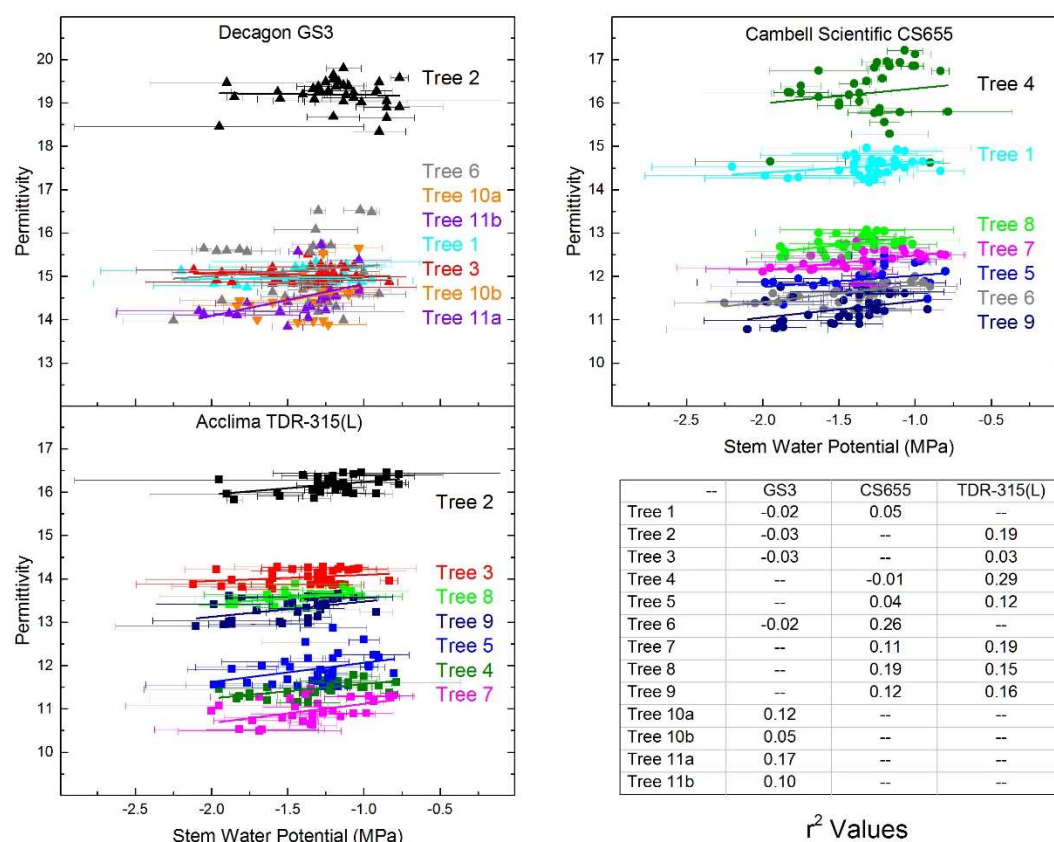 Decagon GS3
20
19
18
17
16
15
14
13
Permittivity
Tree 2
Tree 6
Tree 10a
Tree 11b
Tree 1
Tree 3
Tree 10b
Tree 11a
Cambell Scientific CS655
17
16
15
14
13
12
11
10
Permittivity
Tree 4
Tree 1
Tree 8
Tree 7
Tree 5
Tree 6
Tree 9
-2.5 -2.0 -1.5 -1.0 -0.5
Stem Water Potential (MPa)
Acclima TDR-315(L)
17
16
15
14
13
12
11
10
Permittivity
Tree 2
Tree 3
Tree 8
Tree 9
Tree 5
Tree 4
Tree 7
-2.5 -2.0 -1.5 -1.0 -0.5
Stem Water Potential (MPa)
-- GS3 CS655 TDR-315(L)
Tree 1 -0.02 0.05 --
Tree 2 -0.03 -- 0.19
Tree 3 -0.03 -- 0.03
Tree 4 -- -0.01 0.29
Tree 5 -- 0.04 0.12
Tree 6 -0.02 0.26 --
Tree 7 -- 0.11 0.19
Tree 8 -- 0.19 0.15
Tree 9 -- 0.12 0.16
Tree 10a 0.12 -- --
Tree 10b 0.05 -- --
Tree 11a 0.17 -- --
Tree 11b 0.10 -- --
r² Values